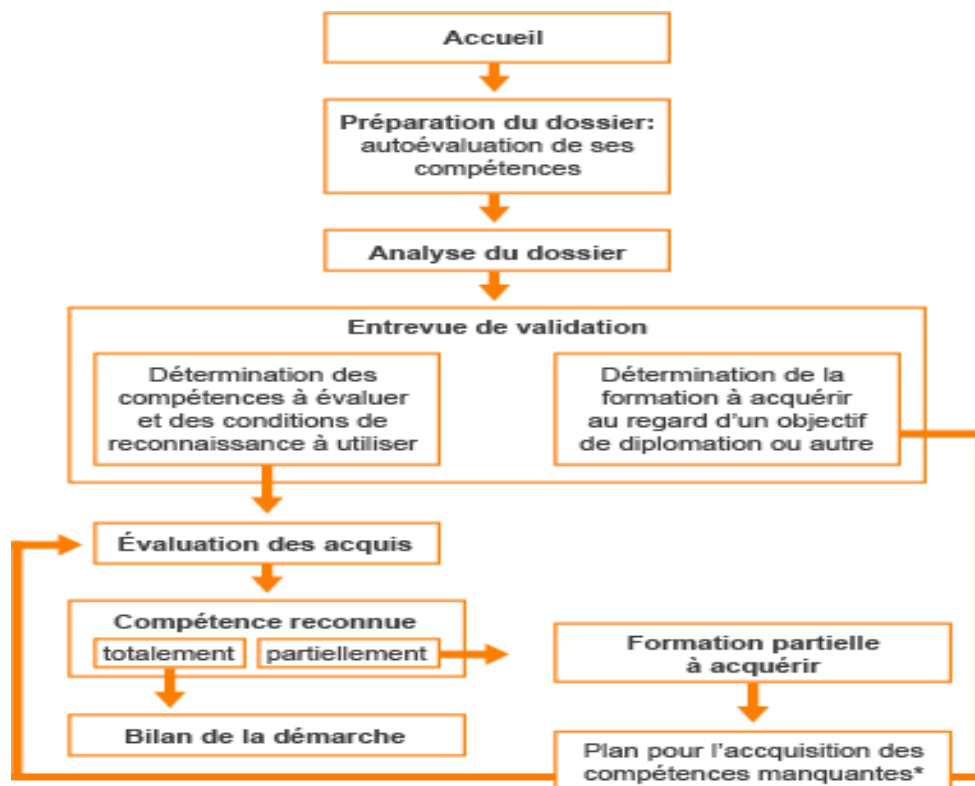 Accueil
Préparation du dossier:
autoévaluation de ses
compétences
Analyse du dossier
Entrevue de validation
Détermination des
compétences à évaluer
et des conditions de
reconnaissance à utiliser
Détermination de la
formation à acquérir
au regard d'un objectif
de diplomation ou autre
Évaluation des acquis
Compétence reconnue
totalement
partiellement
Formation partielle
à acquérir
Bilan de la démarche
Plan pour l'accquisition des
compétences manquantes*